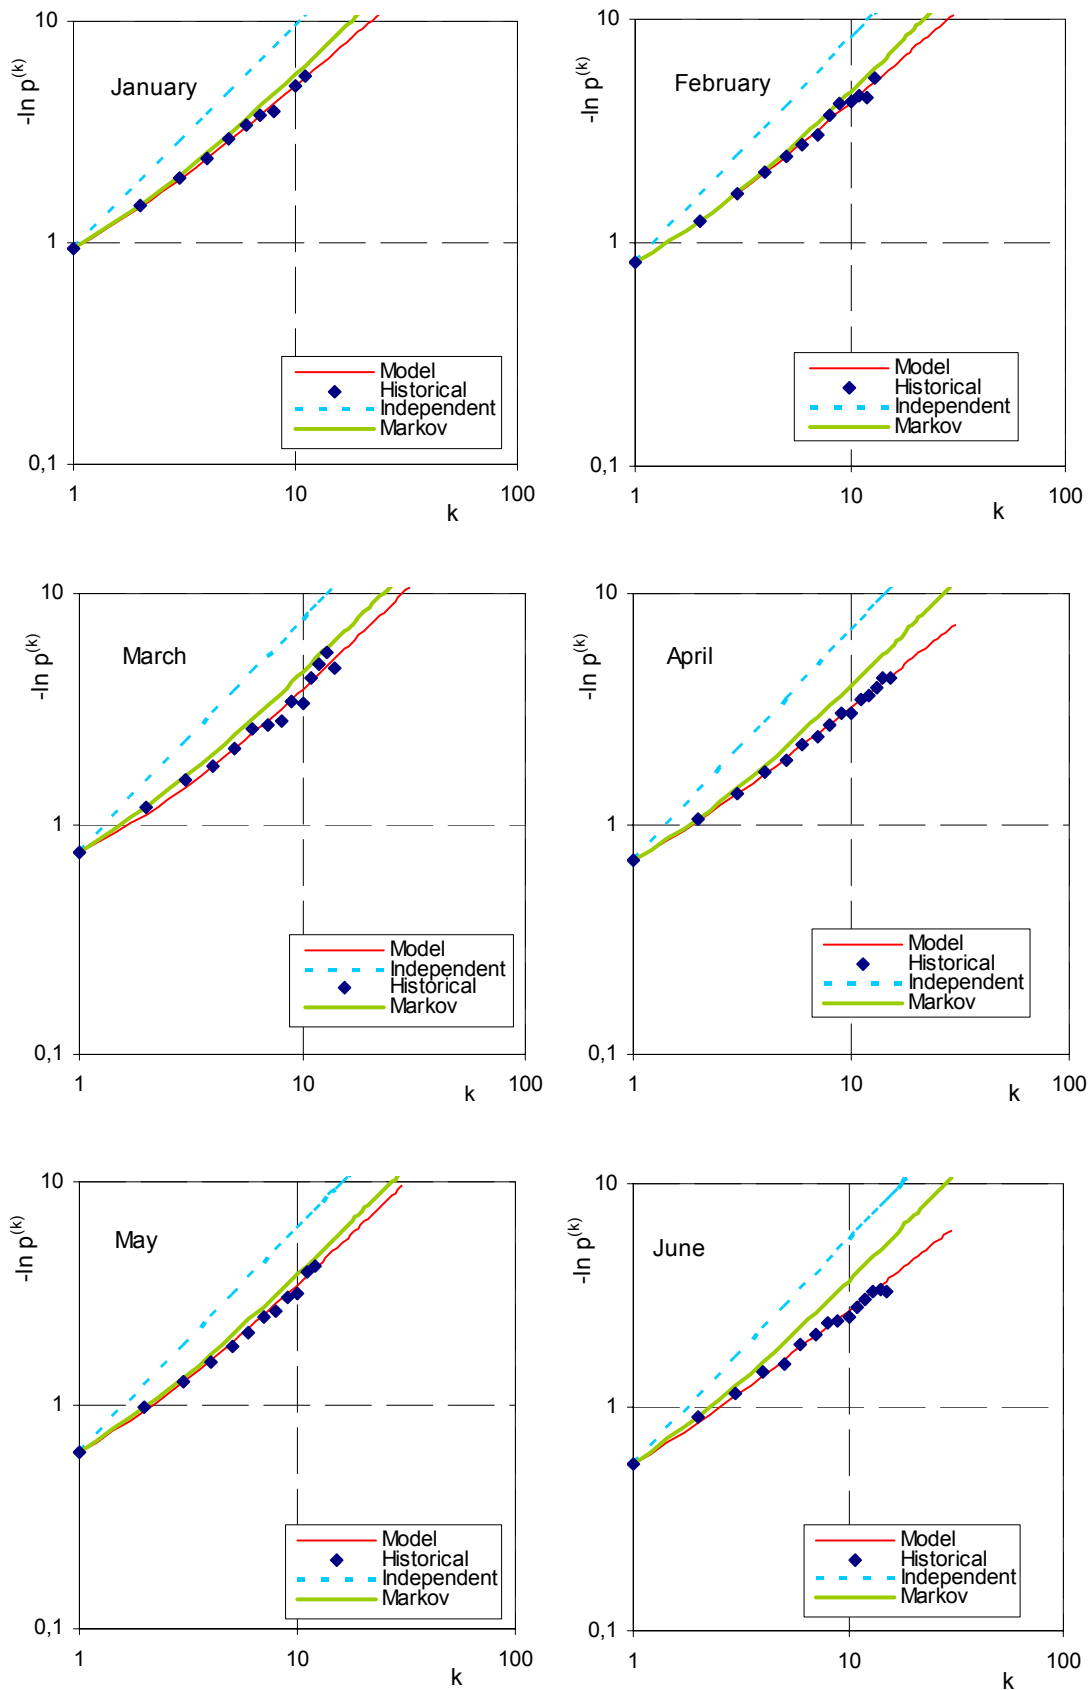 10
-ln p(k)
January
1
Model
Historical
Independent
Markov
0,1
1
10
100
k
10
-ln p(k)
February
1
Model
Historical
Independent
Markov
0,1
1
10
100
k
10
-ln p(k)
March
1
Model
Independent
Historical
Markov
0,1
1
10
100
k
10
-ln p(k)
April
1
Model
Historical
Independent
Markov
0,1
1
10
100
k
10
-ln p(k)
May
1
Model
Historical
Independent
Markov
0,1
1
10
100
k
10
-ln p(k)
June
1
Model
Historical
Independent
Markov
0,1
1
10
100
k